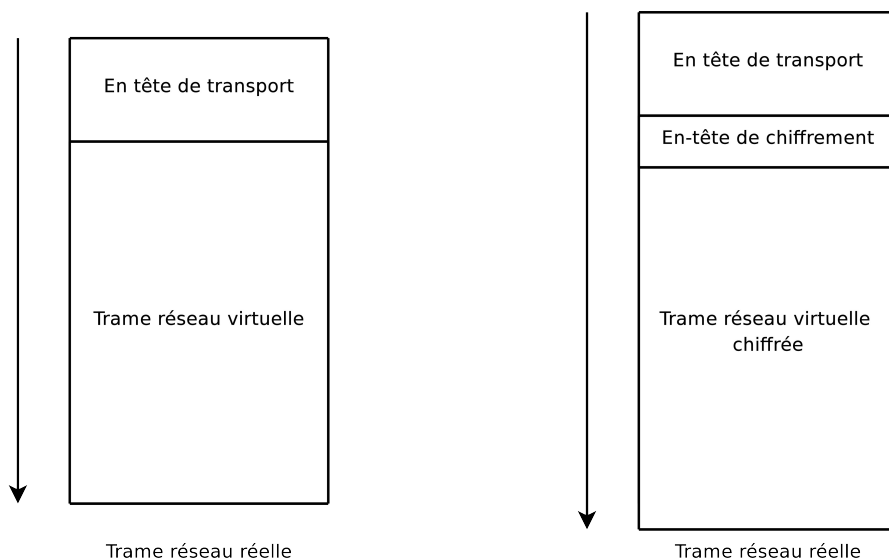 En tête de transport
Trame réseau virtuelle
Trame réseau réelle
En tête de transport
En-tête de chiffrement
Trame réseau virtuelle
chiffrée
Trame réseau réelle